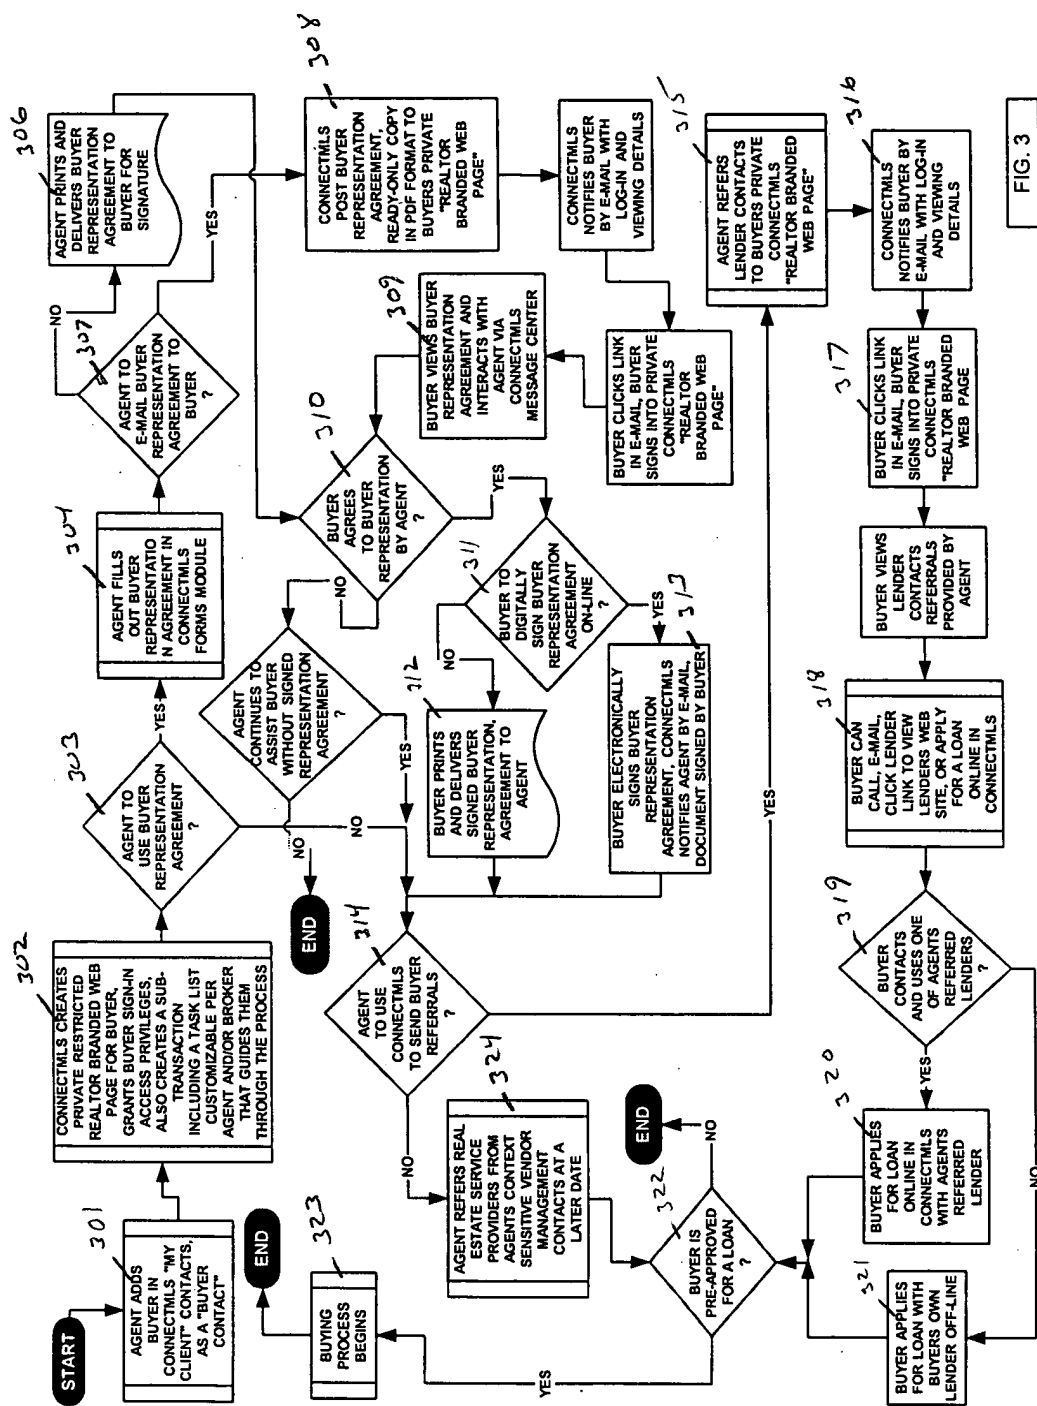 START
301
AGENT ADDS
BUYER IN
CONNECTMLS "MY
CLIENT" CONTACTS,
AS A "BUYER
CONTACT"
302
CONNECTMLS CREATES
PRIVATE RESTRICTED
REALTOR BRANDED WEB
PAGE FOR BUYER,
GRANTS BUYER SIGN-IN
ACCESS PRIVILEGES,
ALSO CREATES A SUB-
TRANSACTION
INCLUDING A TASK LIST
CUSTOMIZABLE PER
AGENT AND/OR BROKER
THAT GUIDES THEM
THROUGH THE PROCESS
303
AGENT TO
USE BUYER
REPRESENTATION
AGREEMENT
?
YES
NO
304
AGENT FILLS
OUT BUYER
REPRESENTATIO
N AGREEMENT IN
CONNECTMLS
FORMS MODULE
307
AGENT TO
E-MAIL BUYER
REPRESENTATION
AGREEMENT TO
BUYER
?
NO
YES
306
AGENT PRINTS AND
DELIVERS BUYER
REPRESENTATION
AGREEMENT TO
BUYER FOR
SIGNATURE
308
CONNECTMLS
POST BUYER
REPRESENTATION
AGREEMENT,
READY-ONLY COPY
IN PDF FORMAT TO
BUYERS PRIVATE
"REALTOR
BRANDED WEB
PAGE"
CONNECTMLS
NOTIFIES BUYER
BY E-MAIL WITH
LOG-IN AND
VIEWING DETAILS
BUYER CLICKS LINK
IN E-MAIL, BUYER
SIGNS INTO PRIVATE
CONNECTMLS
"REALTOR
BRANDED WEB
PAGE"
309
BUYER VIEWS BUYER
REPRESENTATION
AGREEMENT AND
INTERACTS WITH
AGENT VIA
CONNECTMLS
MESSAGE CENTER
310
BUYER
AGREES
TO BUYER
REPRESENTATION
BY AGENT
?
NO
YES
AGENT
CONTINUES TO
ASSIST BUYER
WITHOUT SIGNED
REPRESENTATION
AGREEMENT
?
NO
YES
END
311
BUYER TO
DIGITALLY
SIGN BUYER
REPRESENTATION
AGREEMENT
ON-LINE
?
NO
YES
312
BUYER PRINTS
AND DELIVERS
SIGNED BUYER
REPRESENTATION,
AGREEMENT TO
AGENT
313
BUYER ELECTRONICALLY
SIGNS BUYER
REPRESENTATION
AGREEMENT, CONNECTMLS
NOTIFIES AGENT BY E-MAIL,
DOCUMENT SIGNED BY BUYER
314
AGENT
TO USE
CONNECTMLS
TO SEND BUYER
REFERRALS
?
NO
YES
315
AGENT REFERS
LENDER CONTACTS
TO BUYERS PRIVATE
CONNECTMLS
"REALTOR BRANDED
WEB PAGE"
316
CONNECTMLS
NOTIFIES BUYER BY
E-MAIL WITH LOG-IN
AND VIEWING
DETAILS
317
BUYER CLICKS LINK
IN E-MAIL, BUYER
SIGNS INTO PRIVATE
CONNECTMLS
"REALTOR BRANDED
WEB PAGE
BUYER VIEWS
LENDER
CONTACTS
REFERRALS
PROVIDED BY
AGENT
318
BUYER CAN
CALL, E-MAIL,
CLICK LENDER
LINK TO VIEW
LENDERS WEB
SITE, OR APPLY
FOR A LOAN
ONLINE IN
CONNECTMLS
319
BUYER
CONTACTS
AND USES ONE
OF AGENTS
REFERRED
LENDERS
?
YES
NO
320
BUYER APPLIES
FOR LOAN
ONLINE IN
CONNECTMLS
WITH AGENTS
REFERRED
LENDER
321
BUYER APPLIES
FOR LOAN WITH
BUYERS OWN
LENDER OFF-LINE
324
AGENT REFERS REAL
ESTATE SERVICE
PROVIDERS FROM
AGENTS CONTEXT
SENSITIVE VENDOR
MANAGEMENT
CONTACTS AT A
LATER DATE
322
BUYER IS
PRE-APPROVED
FOR A LOAN
?
NO
END
YES
323
BUYING
PROCESS
BEGINS
END
FIG. 3